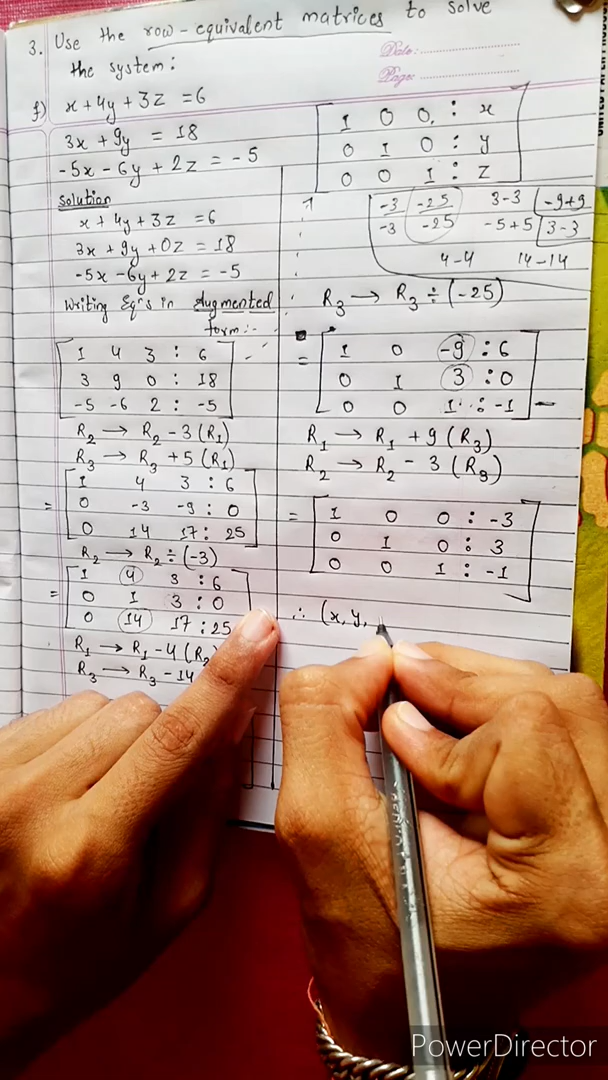 3. Use the row-equivalent matrices to solve
the system:
Date:
Page:
f) x + 4y + 3z = 6
3x + 9y = 18
-5x - 6y + 2z = -5
Solution
x + 4y + 3z = 6
3x + 9y + 0z = 18
-5x - 6y + 2z = -5
Writing Eqns in Augmented
form:-
1 4 3 : 6
3 9 0 : 18
-5 -6 2 : -5
R2 → R2 - 3(R1)
R3 → R3 + 5(R1)
1 4 3 : 6
= 0 -3 -9 : 0
0 14 17 : 25
R2 → R2 ÷ (-3)
1 4 3 : 6
= 0 1 3 : 0
0 14 17 : 25
R1 → R1 - 4(R2
R3 → R3 - 14
1 0 0 : x
0 1 0 : y
0 0 1 : z
-3 -25 3-3 -9+9
-3 -25 -5+5 3-3
4-4 14-14
R3 → R3 ÷ (-25)
1 0 -9 : 6
= 0 1 3 : 0
0 0 1 : -1
R1 → R1 + 9(R3)
R2 → R2 - 3(R3)
1 0 0 : -3
= 0 1 0 : 3
0 0 1 : -1
∴ (x, y,
PowerDirector